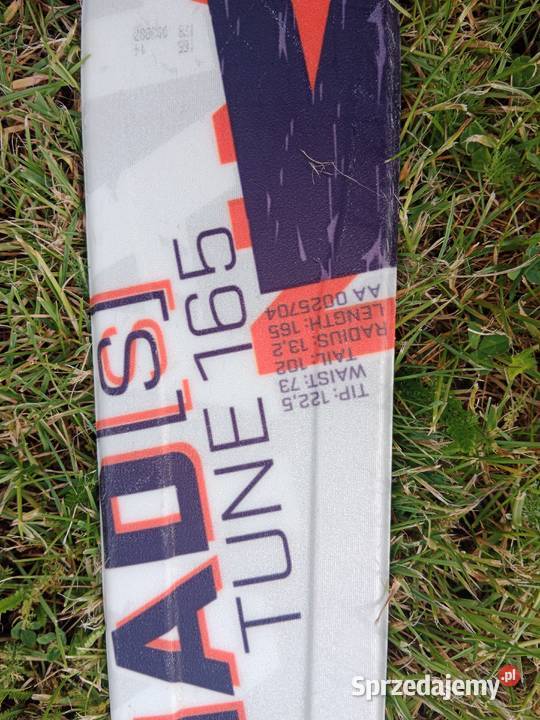 AD[S]
TUNE 165
TIP: 122,5
WAIST: 73
TAIL: 102
RADIUS: 13,2
LENGTH: 165
AA 0025704
Sprzedajemy.pl